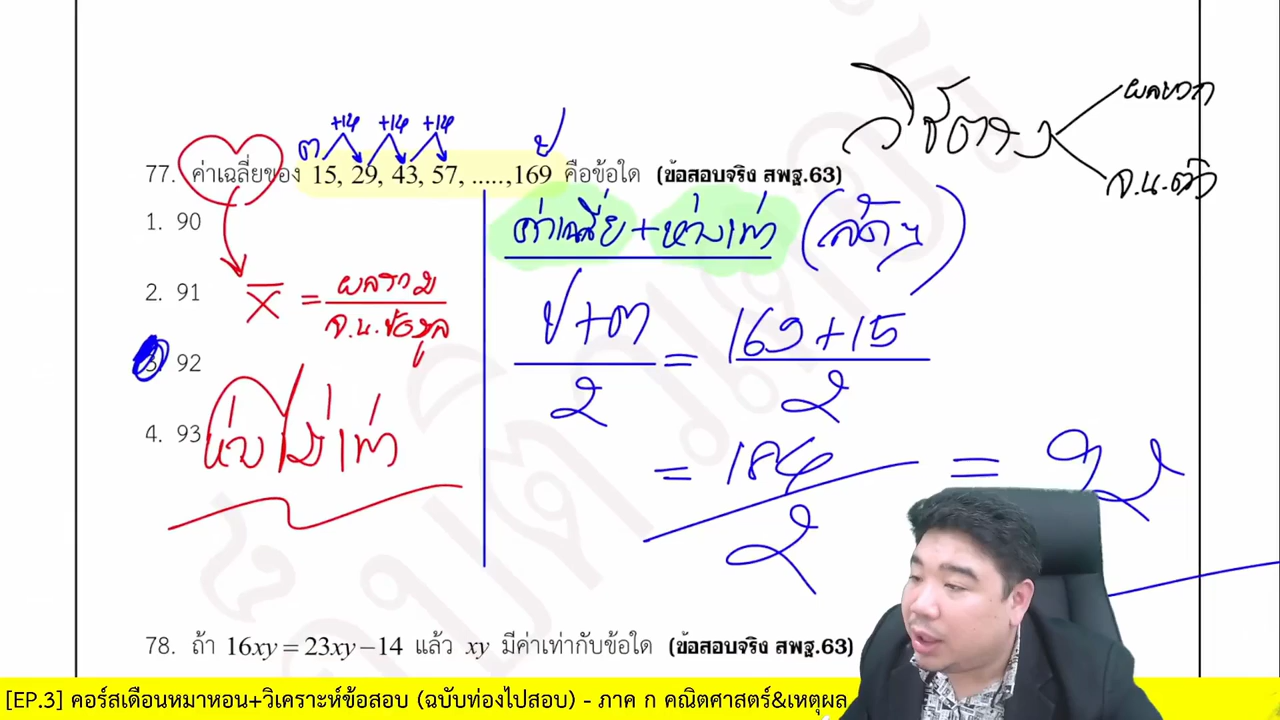 วิธีตรง
ผลบวก
จ.น.ตัว
ต +14 +14 +14 ป
77. ค่าเฉลี่ยของ 15, 29, 43, 57, .....,169 คือข้อใด (ข้อสอบจริง สพฐ.63)
1. 90
ค่าเฉลี่ย + ห่างเท่า (ลัดๆ)
2. 91
X̄ = ผลรวม / จ.น.ข้อมูล
(ป + ต) / 2 = (169 + 15) / 2
3. 92
4. 93
ห่างไม่เท่า
= 184 / 2 = 92
78. ถ้า 16xy = 23xy − 14 แล้ว xy มีค่าเท่ากับข้อใด (ข้อสอบจริง สพฐ.63)
[EP.3] คอร์สเดือนหมาหอน+วิเคราะห์ข้อสอบ (ฉบับท่องไปสอบ) - ภาค ก คณิตศาสตร์&เหตุผล